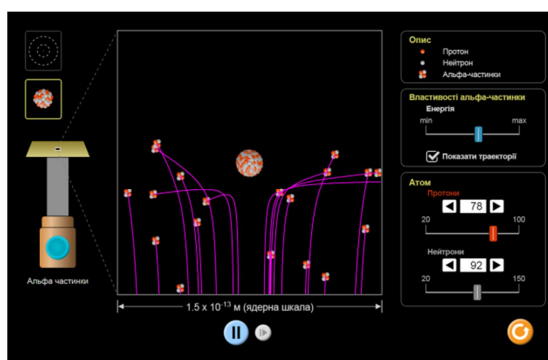 Опис
Протон
Нейтрон
Альфа-частинки
Властивості альфа-частинки
Енергія
min
max
Показати траекторії
Атом
Протони
78
20
100
Нейтрони
92
20
150
Альфа частинки
1.5 x 10⁻¹³ м (ядерна шкала)